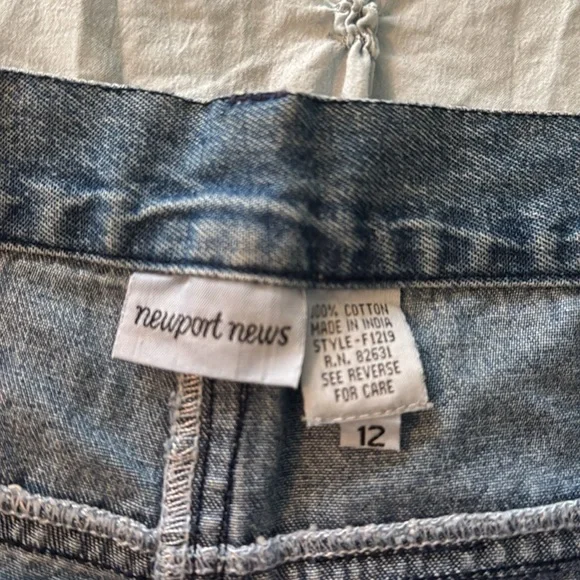 newport news
100% COTTON
MADE IN INDIA
STYLE-F1219
R.N. 82631
SEE REVERSE
FOR CARE
12